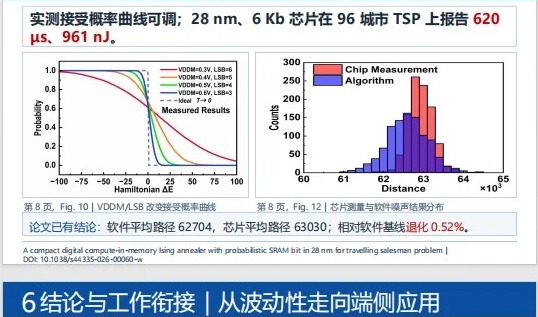 实测接受概率曲线可调；28 nm、6 Kb 芯片在 96 城市 TSP 上报告 620
μs、961 nJ。
Probability
1.0
0.8
0.6
0.4
0.2
0.0
VDDM=0.3V, LSB=6
VDDM=0.4V, LSB=5
VDDM=0.5V, LSB=4
VDDM=0.6V, LSB=3
Ideal T→0
Measured Results
-100 -75 -50 -25 0 25 50 75 100
Hamiltonian ΔE
Counts
300
250
200
150
100
50
0
Chip Measurement
Algorithm
60 61 62 63 64 65
Distance ×10³
第 8 页，Fig. 10 | VDDM/LSB 改变接受概率曲线
第 8 页，Fig. 12 | 芯片测量与软件噪声结果分布
论文已有结论：软件平均路径 62704，芯片平均路径 63030；相对软件基线退化 0.52%。
A compact digital compute-in-memory Ising annealer with probabilistic SRAM bit in 28 nm for travelling salesman problem |
DOI: 10.1038/s44335-026-00060-w
6 结论与工作衔接 | 从波动性走向端侧应用